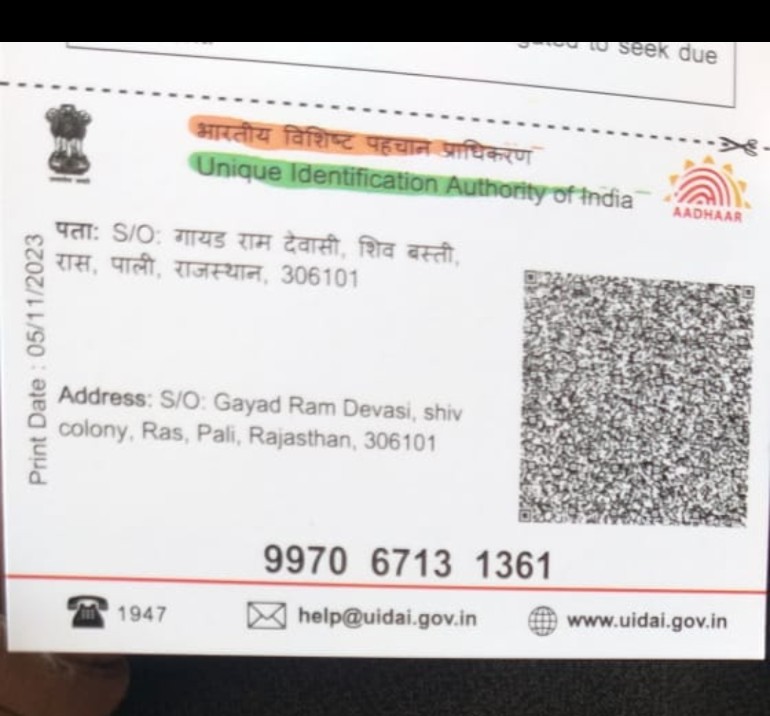 to seek due
भारतीय विशिष्ट पहचान प्राधिकरण
Unique Identification Authority of India
AADHAAR
Print Date : 05/11/2023
पता: S/O: गायड राम देवासी, शिव बस्ती,
रास, पाली, राजस्थान, 306101
Address: S/O: Gayad Ram Devasi, shiv
colony, Ras, Pali, Rajasthan, 306101
9970 6713 1361
1947 help@uidai.gov.in www.uidai.gov.in